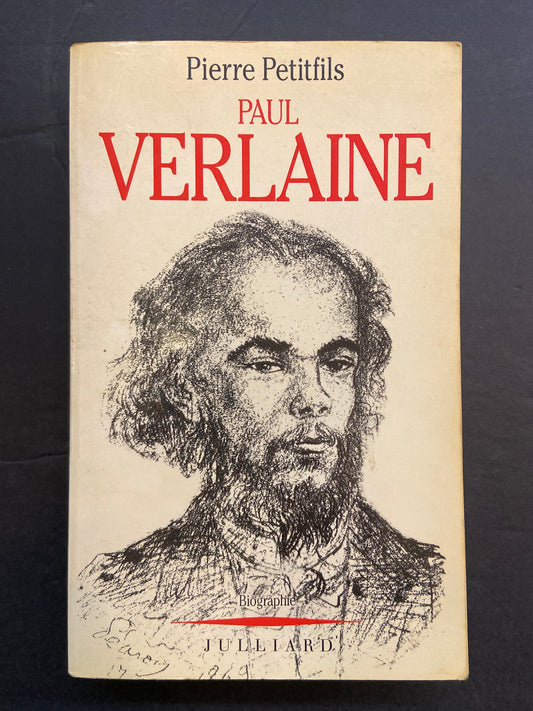 Pierre Petitfils
PAUL
VERLAINE
Biographie
JULLIARD